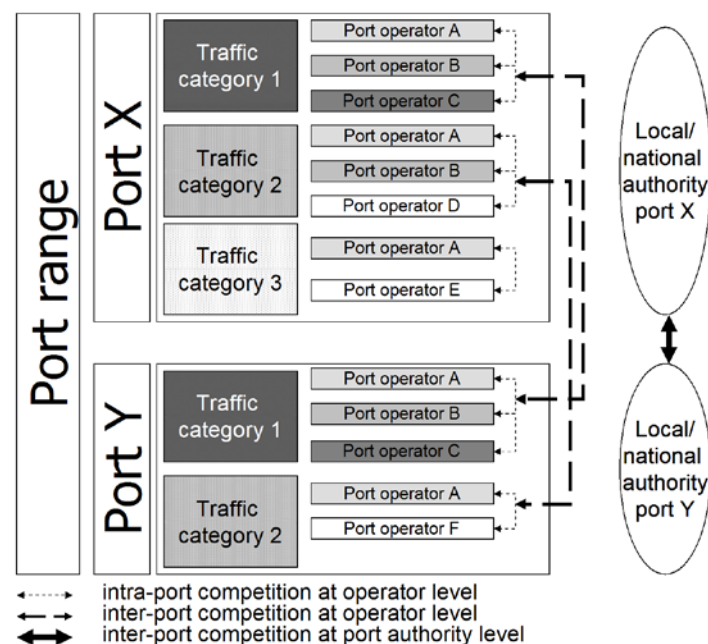 Port range
Port X
Traffic
category 1
Port operator A
Port operator B
Port operator C
Traffic
category 2
Port operator A
Port operator B
Port operator D
Traffic
category 3
Port operator A
Port operator E
Local/
national
authority
port X
Port Y
Traffic
category 1
Port operator A
Port operator B
Port operator C
Traffic
category 2
Port operator A
Port operator F
Local/
national
authority
port Y
intra-port competition at operator level
inter-port competition at operator level
inter-port competition at port authority level